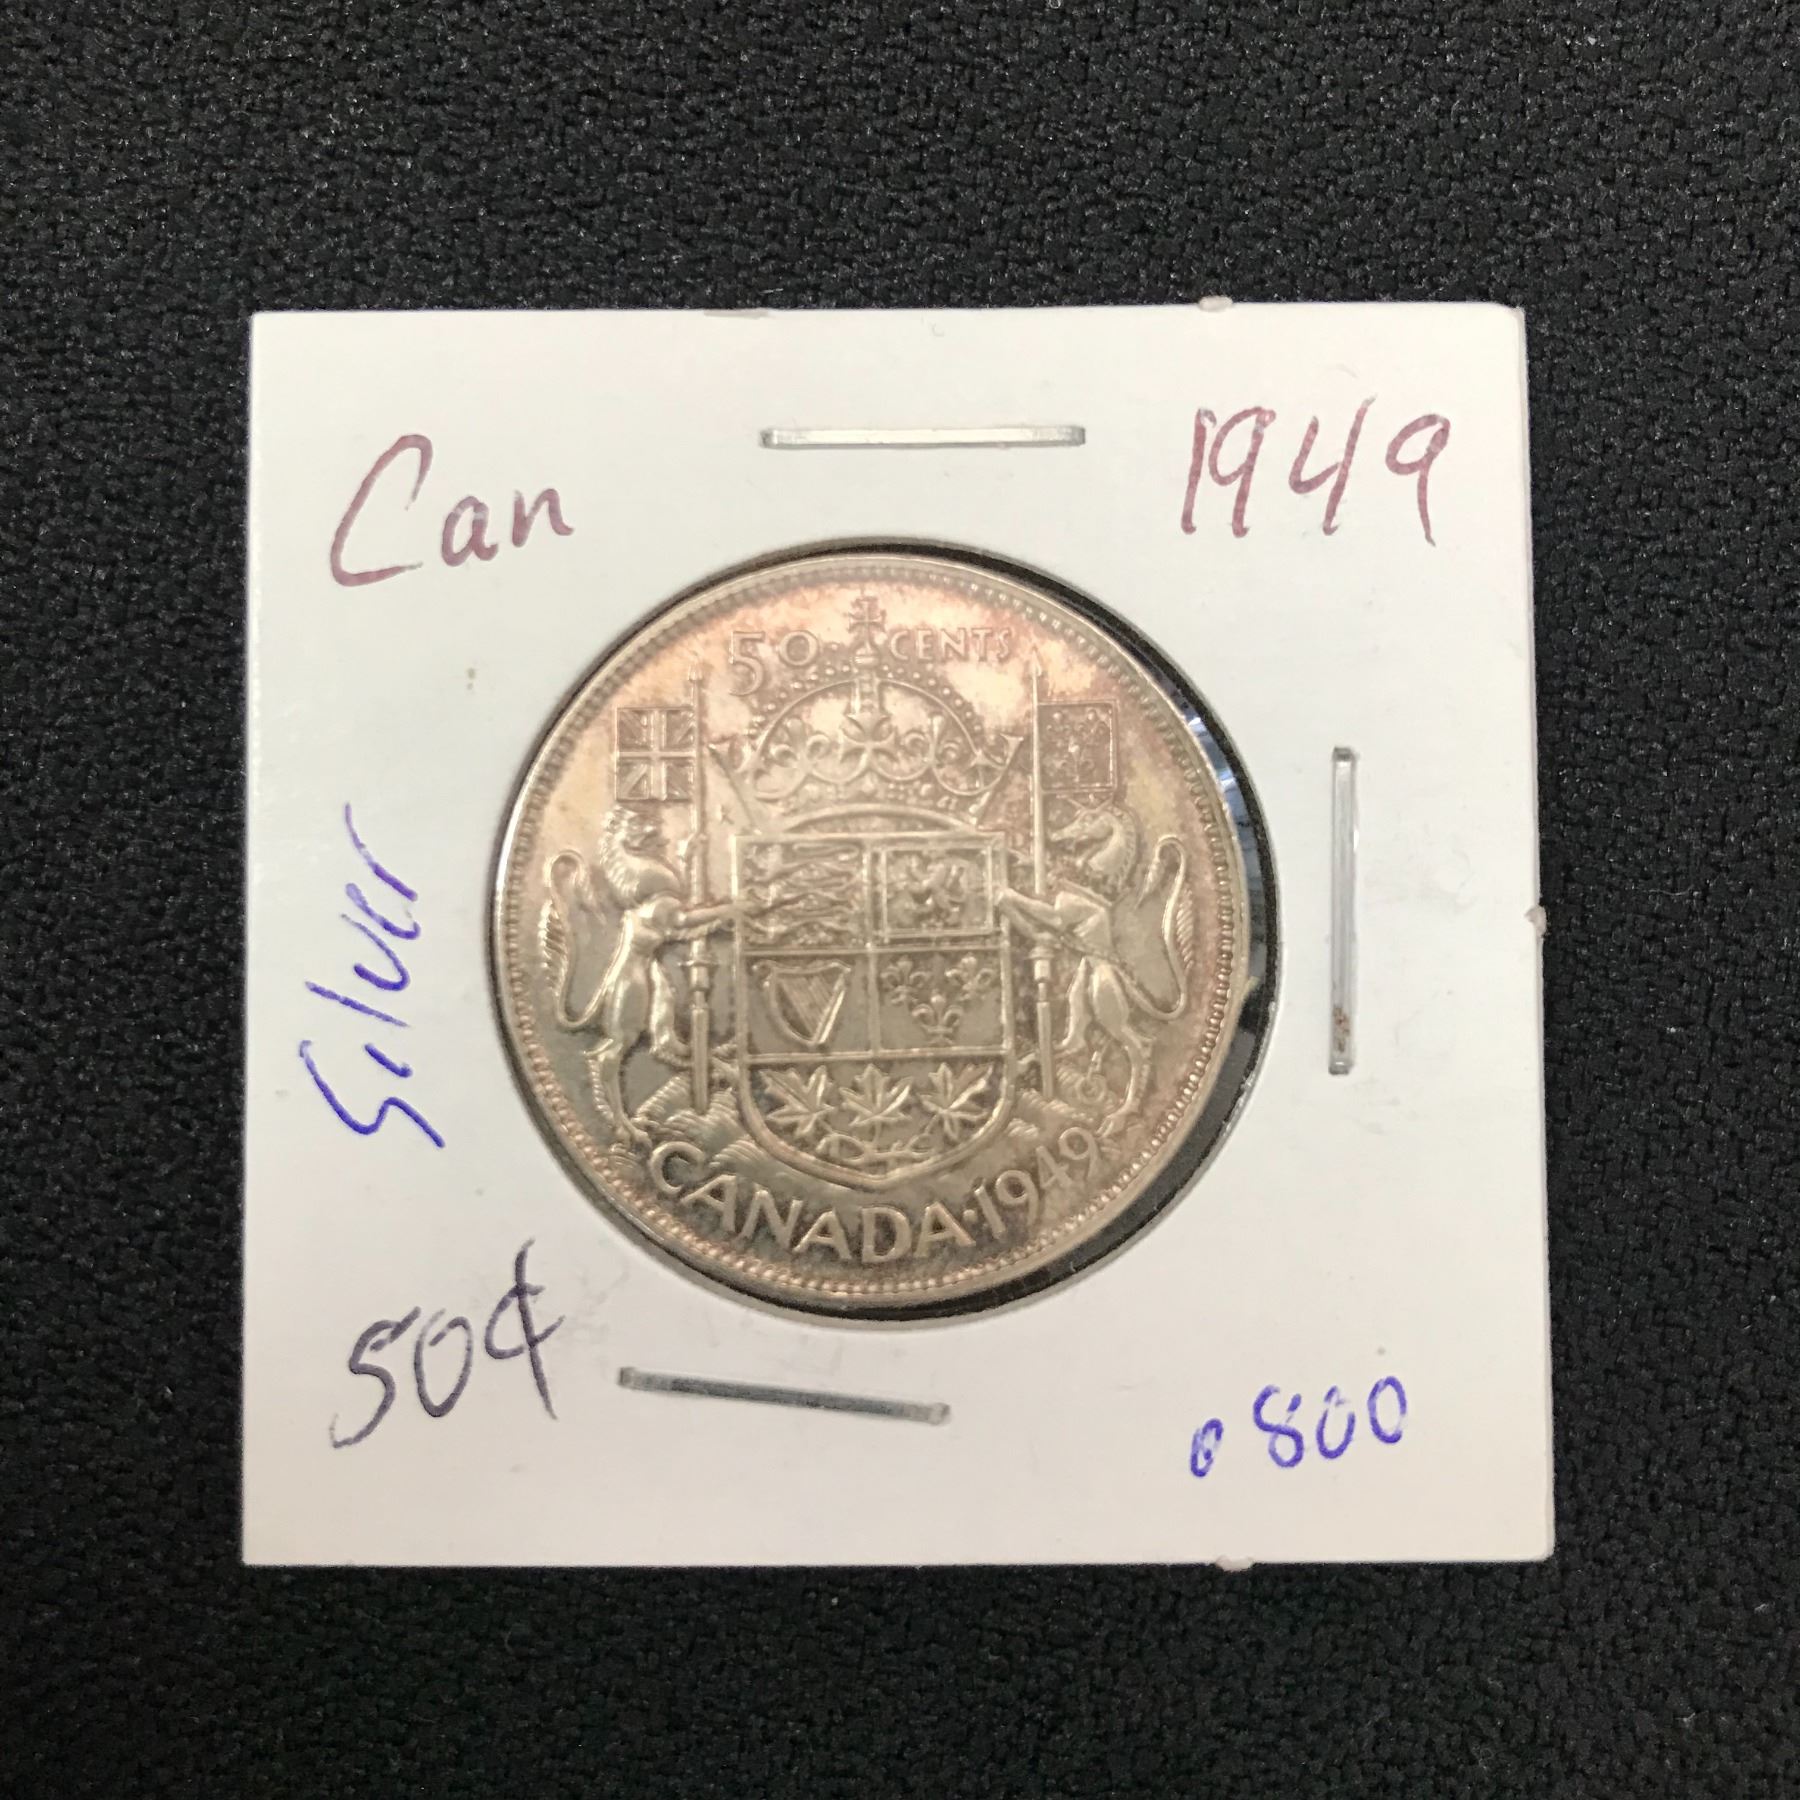 Can
1949
Silver
50 CENTS
CANADA·1949
50¢
.800